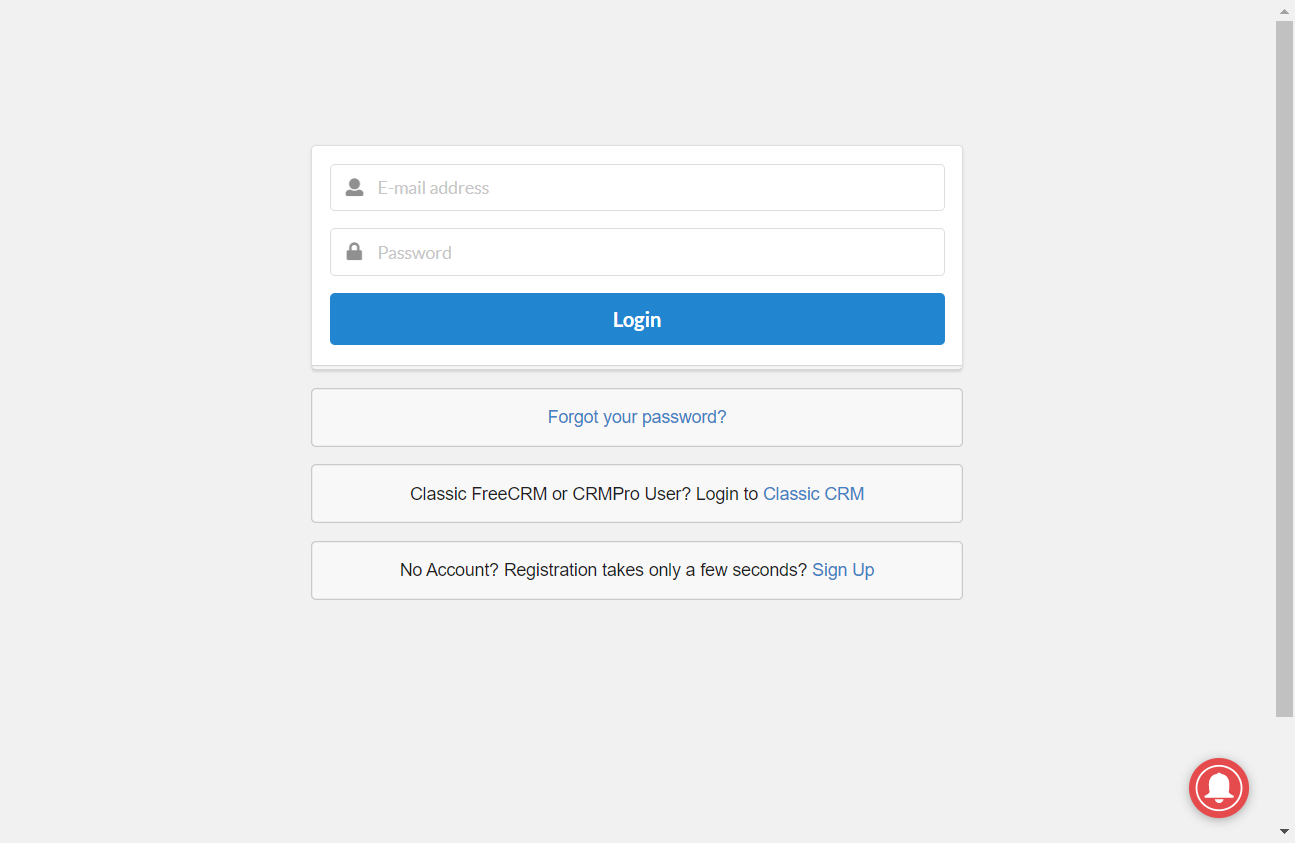 E-mail address
Password
Login
Forgot your password?
Classic FreeCRM or CRMPro User? Login to Classic CRM
No Account? Registration takes only a few seconds? Sign Up